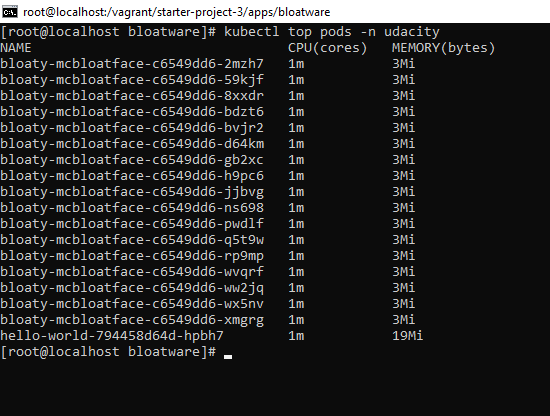 root@localhost:/vagrant/starter-project-3/apps/bloatware
[root@localhost bloatware]# kubectl top pods -n udacity
NAME CPU(cores) MEMORY(bytes)
bloaty-mcbloatface-c6549dd6-2mzh7 1m 3Mi
bloaty-mcbloatface-c6549dd6-59kjf 1m 3Mi
bloaty-mcbloatface-c6549dd6-8xxdr 1m 3Mi
bloaty-mcbloatface-c6549dd6-bdzt6 1m 3Mi
bloaty-mcbloatface-c6549dd6-bvjr2 1m 3Mi
bloaty-mcbloatface-c6549dd6-d64km 1m 3Mi
bloaty-mcbloatface-c6549dd6-gb2xc 1m 3Mi
bloaty-mcbloatface-c6549dd6-h9pc6 1m 3Mi
bloaty-mcbloatface-c6549dd6-jjbvg 1m 3Mi
bloaty-mcbloatface-c6549dd6-ns698 1m 3Mi
bloaty-mcbloatface-c6549dd6-pwdlf 1m 3Mi
bloaty-mcbloatface-c6549dd6-q5t9w 1m 3Mi
bloaty-mcbloatface-c6549dd6-rp9mp 1m 3Mi
bloaty-mcbloatface-c6549dd6-wvqrf 1m 3Mi
bloaty-mcbloatface-c6549dd6-ww2jq 1m 3Mi
bloaty-mcbloatface-c6549dd6-wx5nv 1m 3Mi
bloaty-mcbloatface-c6549dd6-xmgrg 1m 3Mi
hello-world-794458d64d-hpbh7 1m 19Mi
[root@localhost bloatware]#